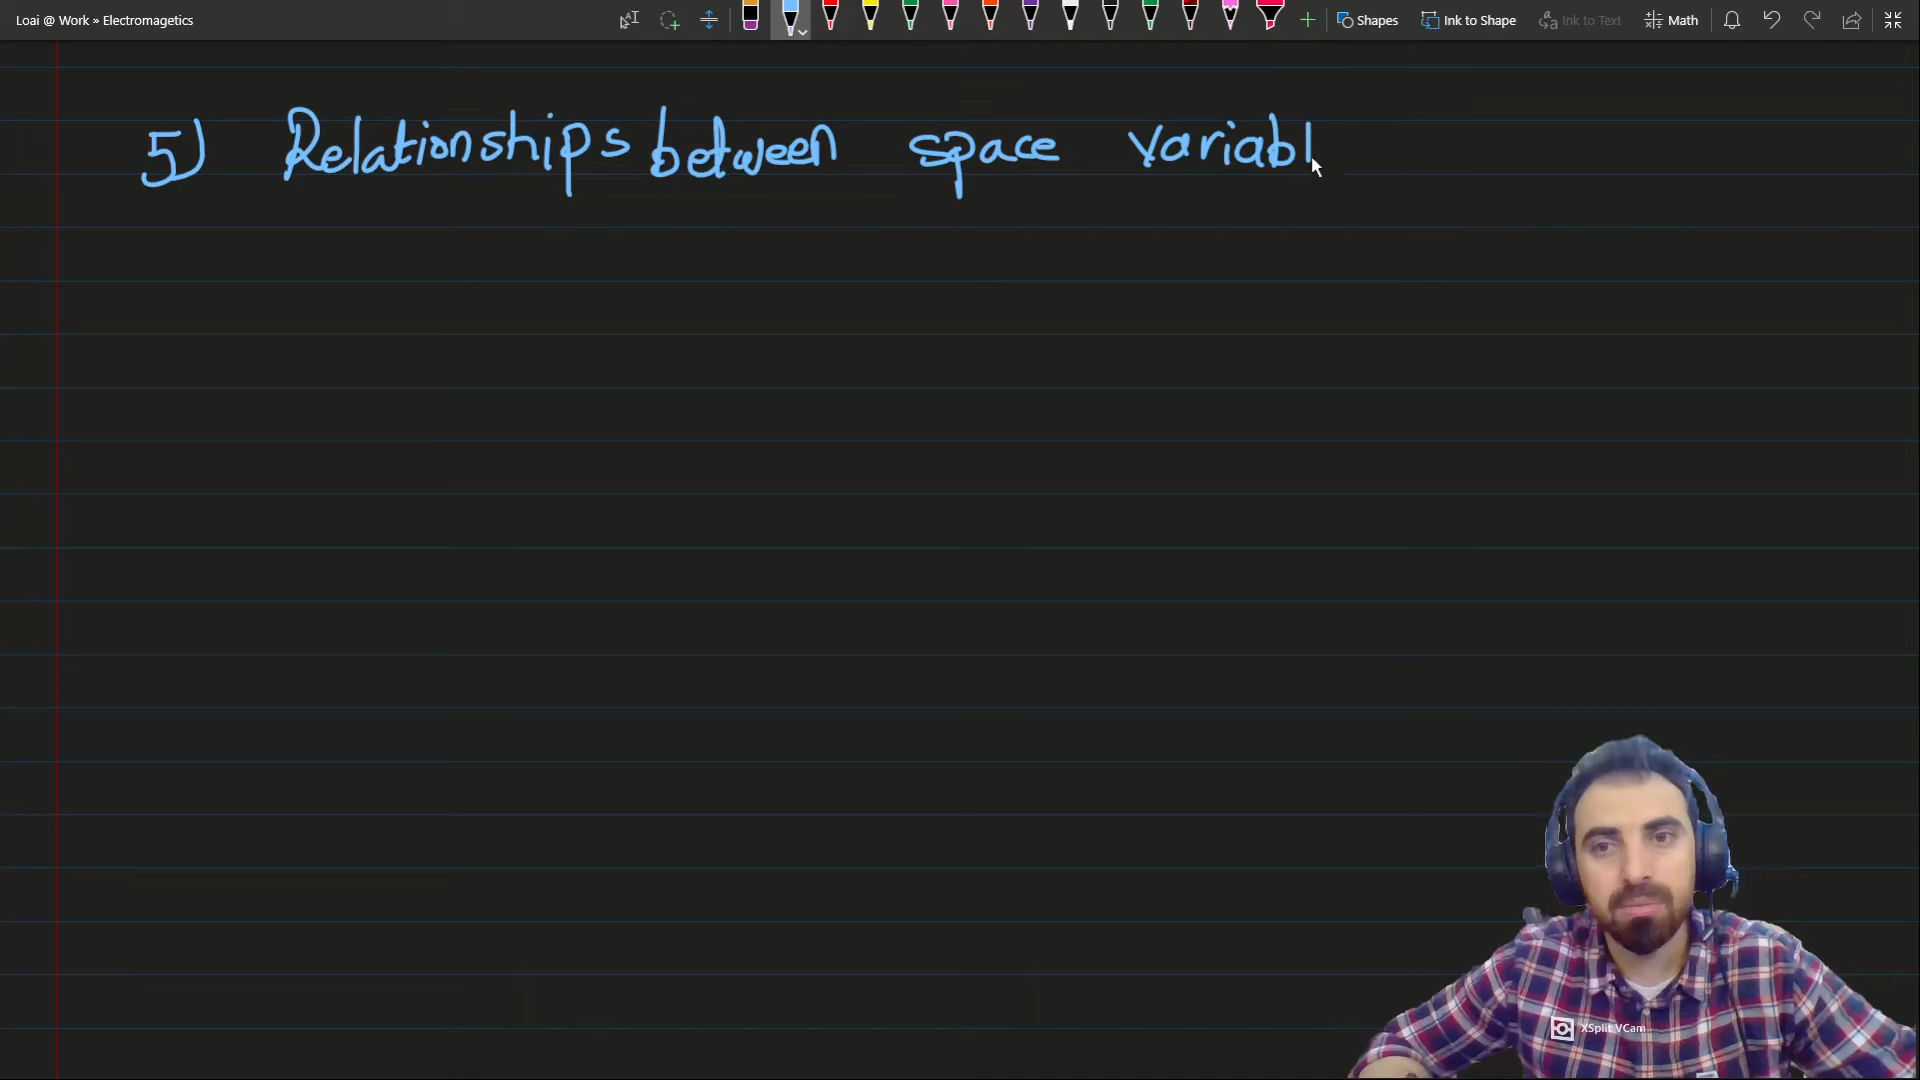 Loai @ Work » Electromagetics
Shapes Ink to Shape Ink to Text Math
5) Relationships between space variabl
XSplit VCam